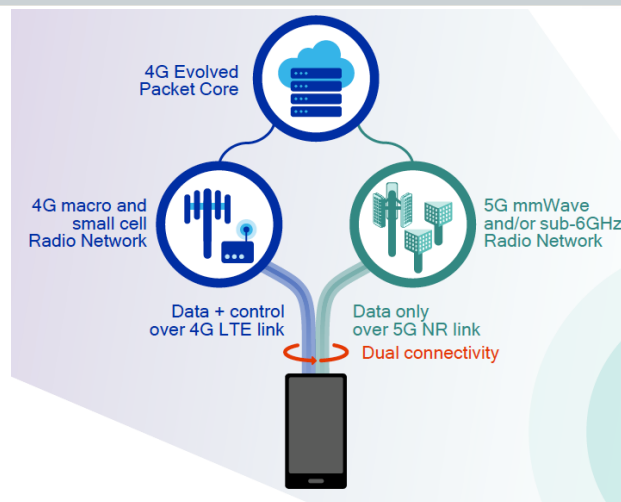 4G Evolved
Packet Core
4G macro and
small cell
Radio Network
5G mmWave
and/or sub-6GHz
Radio Network
Data + control
over 4G LTE link
Data only
over 5G NR link
Dual connectivity